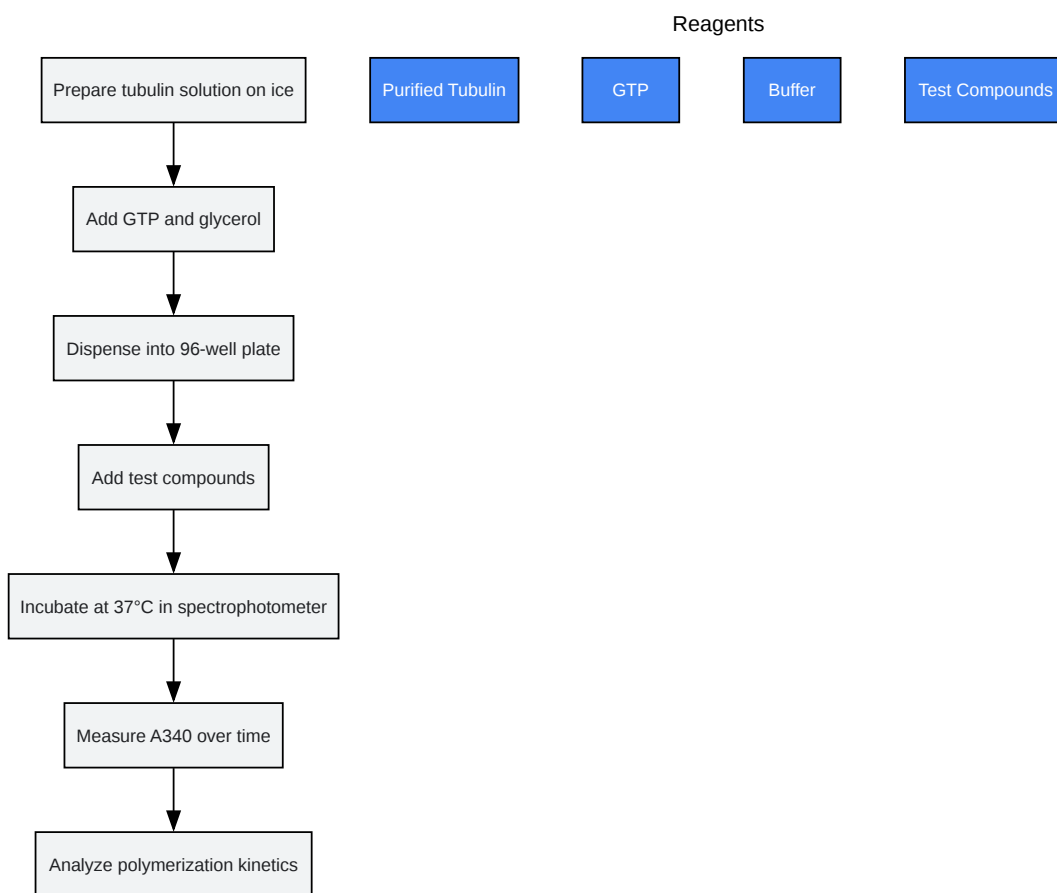 Reagents
Prepare tubulin solution on ice
Purified Tubulin
GTP
Buffer
Test Compounds
Add GTP and glycerol
Dispense into 96-well plate
Add test compounds
Incubate at 37°C in spectrophotometer
Measure A340 over time
Analyze polymerization kinetics